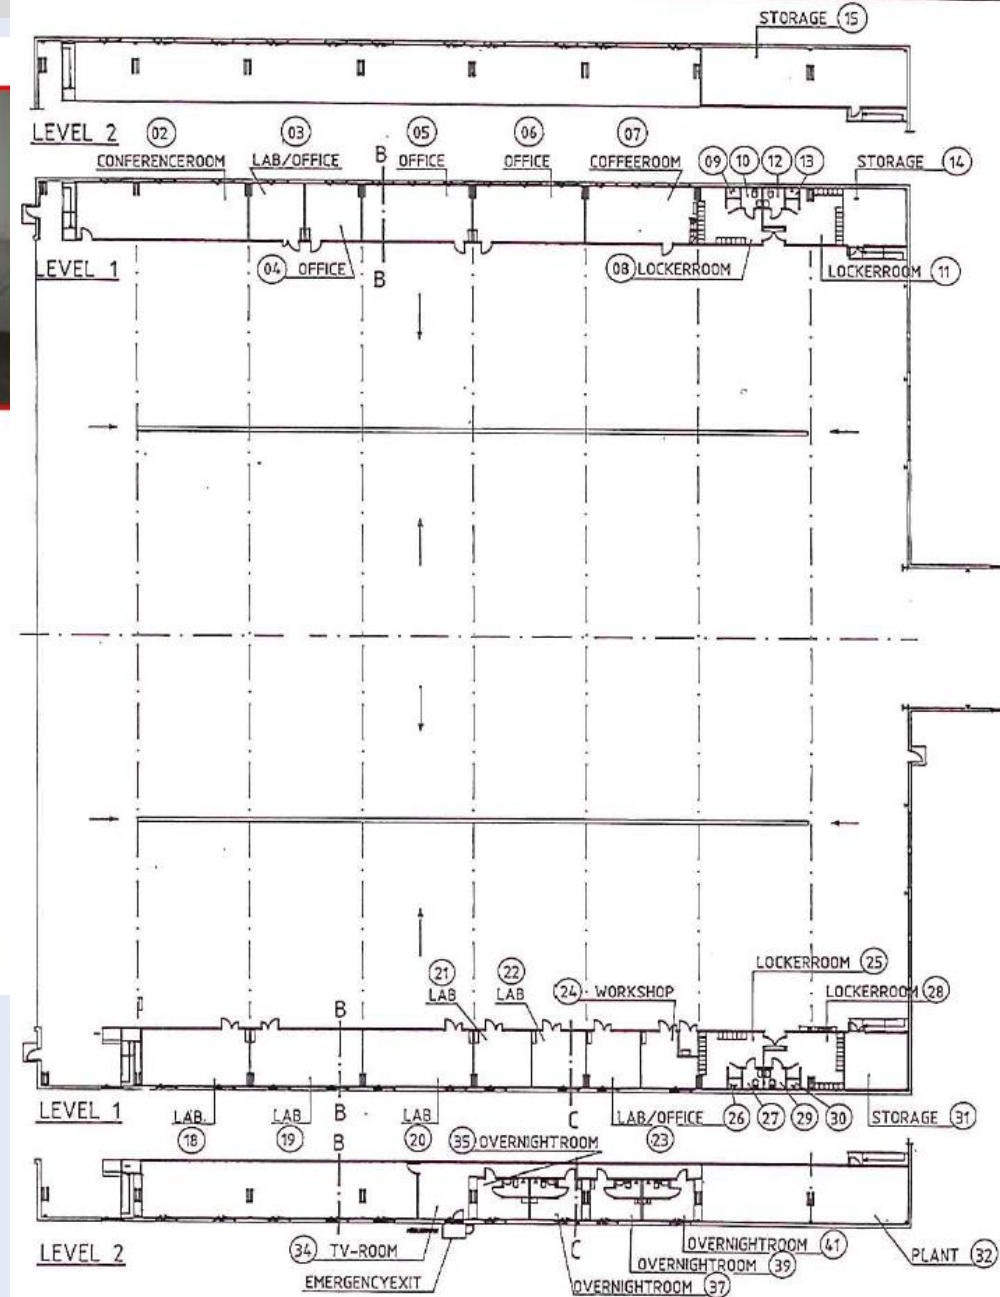 STORAGE 15
LEVEL 2
02 03 05 06 07
CONFERENCEROOM LAB/OFFICE B OFFICE OFFICE COFFEEROOM 09 10 12 13 STORAGE 14
LEVEL 1
04 OFFICE B 08 LOCKERROOM LOCKERROOM 11
LOCKERROOM 25
21 22
LAB LAB 24 WORKSHOP LOCKERROOM 28
B
LEVEL 1
LAB. LAB B LAB C LAB/OFFICE 26 27 29 30 STORAGE 31
18 19 B 20 35 OVERNIGHTROOM 23
LEVEL 2
34 TV-ROOM C OVERNIGHTROOM 41 PLANT 32
OVERNIGHTROOM 39
EMERGENCYEXIT OVERNIGHTROOM 37